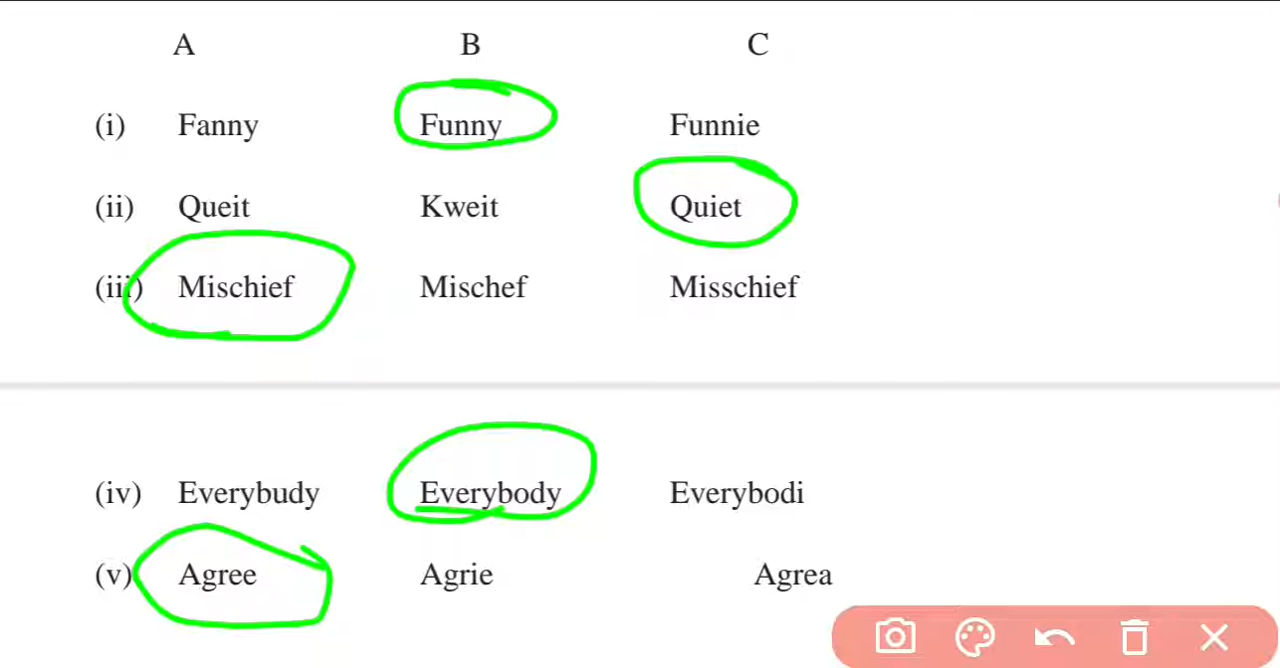 A B C
(i) Fanny Funny Funnie
(ii) Queit Kweit Quiet
(iii) Mischief Mischef Misschief
(iv) Everybudy Everybody Everybodi
(v) Agree Agrie Agrea